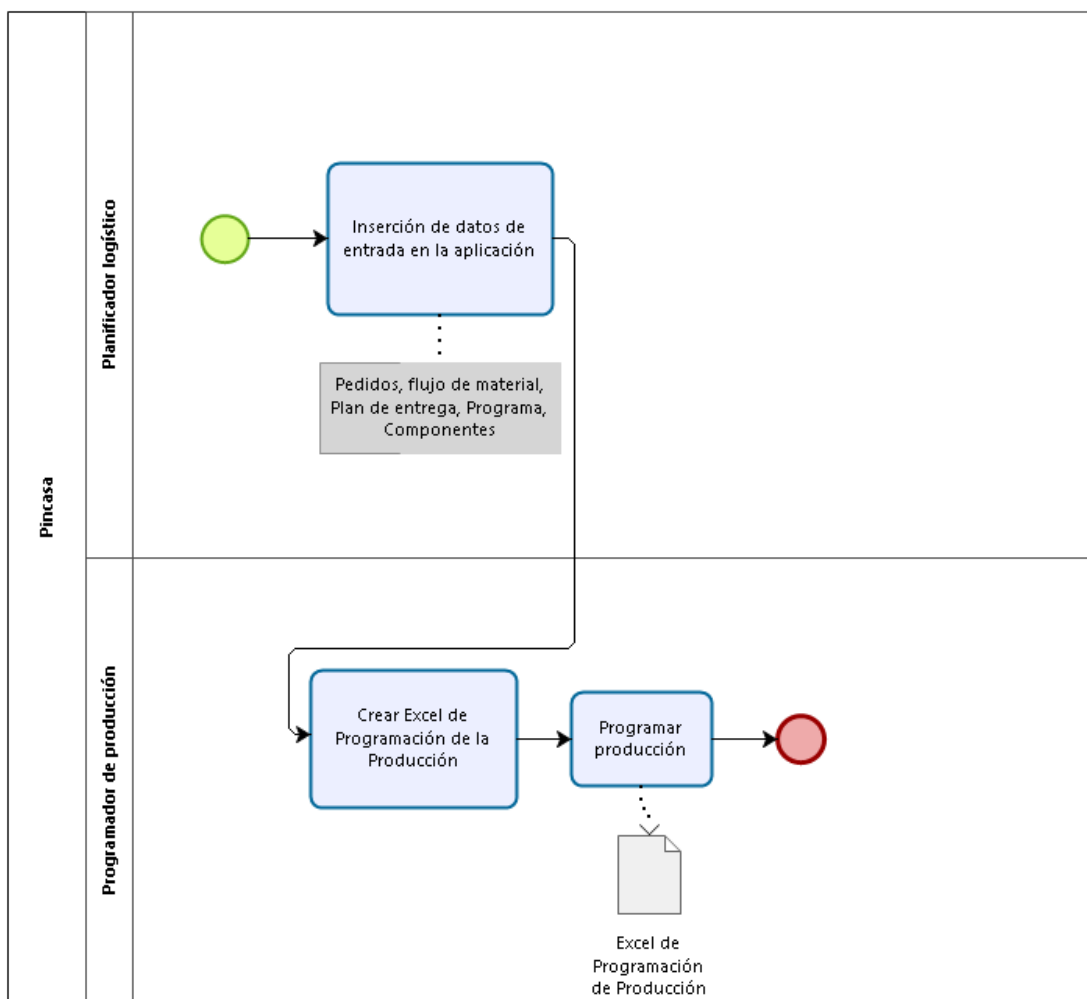 Pincasa
Planificador logístico
Inserción de datos de
entrada en la aplicación
Pedidos, flujo de material,
Plan de entrega, Programa,
Componentes
Programador de producción
Crear Excel de
Programación de la
Producción
Programar
producción
Excel de
Programación
de Producción